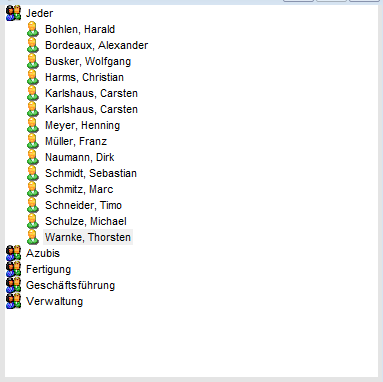 Jeder
Bohlen, Harald
Bordeaux, Alexander
Busker, Wolfgang
Harms, Christian
Karlshaus, Carsten
Karlshaus, Carsten
Meyer, Henning
Müller, Franz
Naumann, Dirk
Schmidt, Sebastian
Schmitz, Marc
Schneider, Timo
Schulze, Michael
Warnke, Thorsten
Azubis
Fertigung
Geschäftsführung
Verwaltung